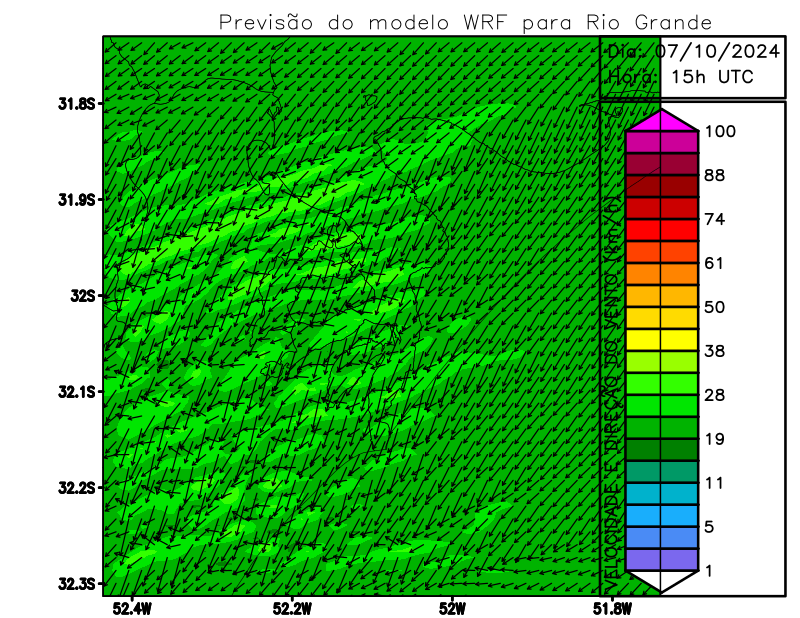 Previsão do modelo WRF para Rio Grande
Dia: 07/10/2024
Hora: 15h UTC
31.8S
31.9S
32S
32.1S
32.2S
32.3S
52.4W
52.2W
52W
51.8W
VELOCIDADE E DIREÇÃO DO VENTO (km/h)
100
88
74
61
50
38
28
19
11
5
1